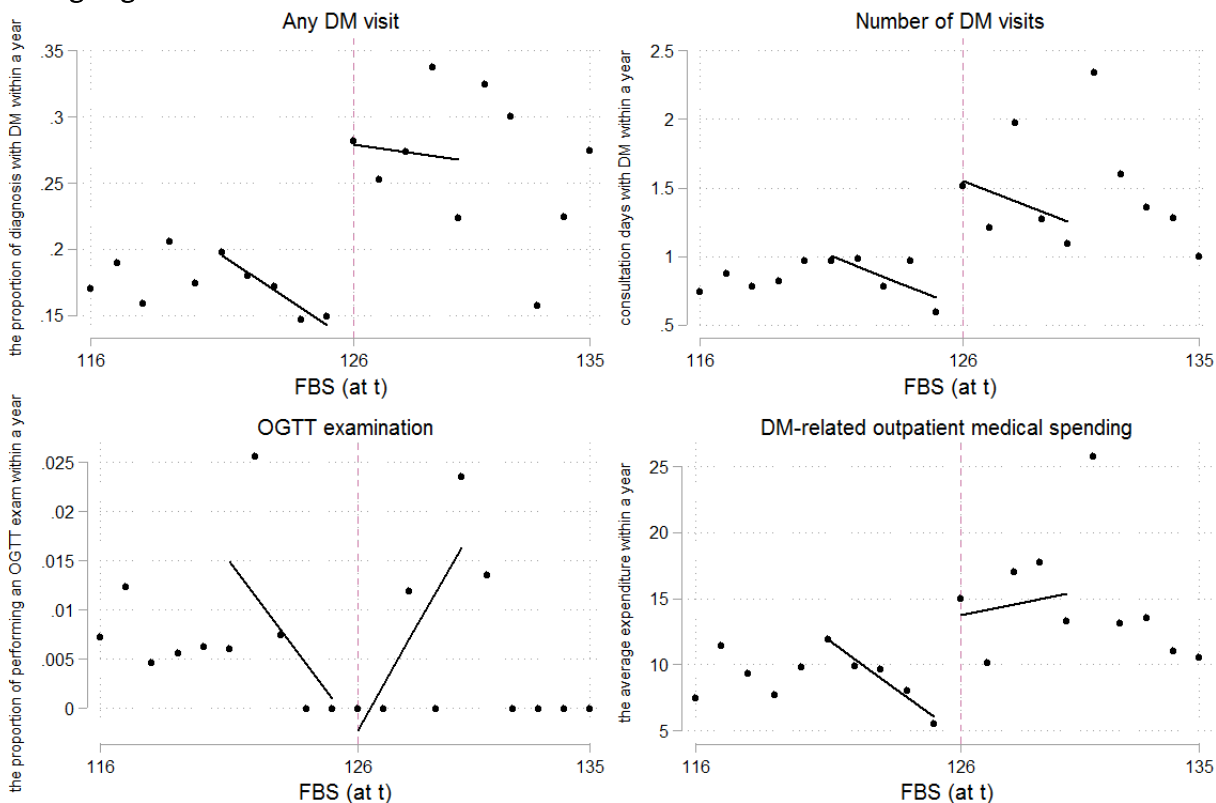 Any DM visit
the proportion of diagnosis with DM within a year
.35
.3
.25
.2
.15
116
126
135
FBS (at t)
Number of DM visits
consultation days with DM within a year
2.5
2
1.5
1
.5
116
126
135
FBS (at t)
OGTT examination
the proportion of performing an OGTT exam within a year
.025
.02
.015
.01
.005
0
116
126
135
FBS (at t)
DM-related outpatient medical spending
the average expenditure within a year
25
20
15
10
5
116
126
135
FBS (at t)